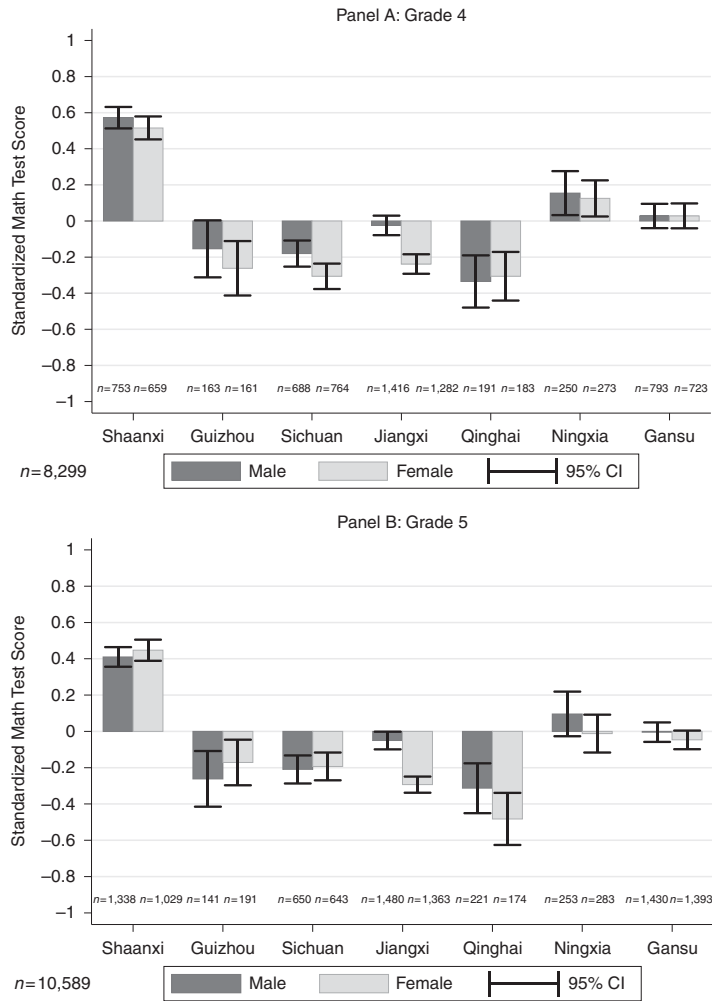 Panel A: Grade 4
Standardized Math Test Score
1
0.8
0.6
0.4
0.2
0
−0.2
−0.4
−0.6
−0.8
−1
n=753 n=659 n=163 n=161 n=688 n=764 n=1,416 n=1,282 n=191 n=183 n=250 n=273 n=793 n=723
Shaanxi Guizhou Sichuan Jiangxi Qinghai Ningxia Gansu
n=8,299
Male Female 95% CI
Panel B: Grade 5
Standardized Math Test Score
1
0.8
0.6
0.4
0.2
0
−0.2
−0.4
−0.6
−0.8
−1
n=1,338 n=1,029 n=141 n=191 n=650 n=643 n=1,480 n=1,363 n=221 n=174 n=253 n=283 n=1,430 n=1,393
Shaanxi Guizhou Sichuan Jiangxi Qinghai Ningxia Gansu
n=10,589
Male Female 95% CI